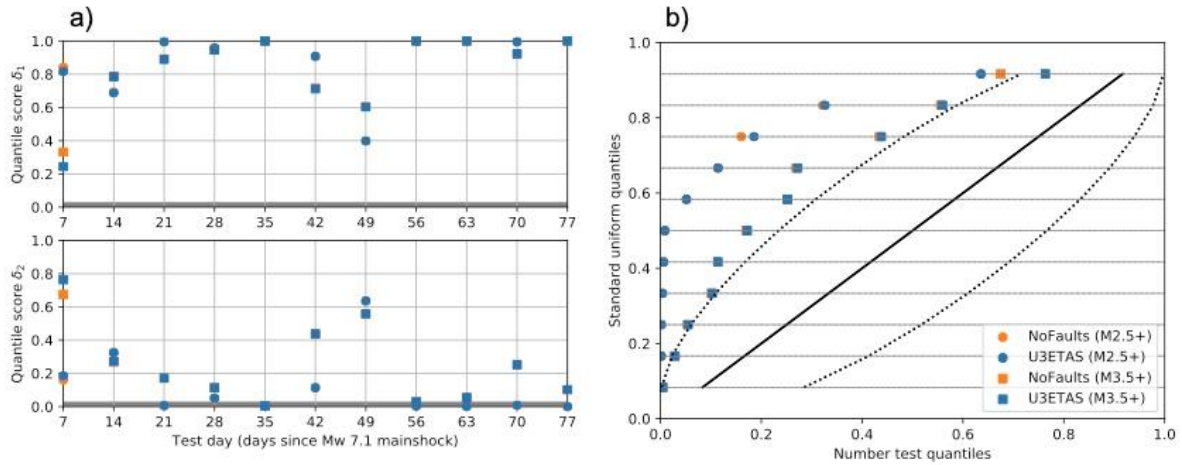 a)
Quantile score δ1
1.0
0.8
0.6
0.4
0.2
0.0
7 14 21 28 35 42 49 56 63 70 77
Quantile score δ2
1.0
0.8
0.6
0.4
0.2
0.0
7 14 21 28 35 42 49 56 63 70 77
Test day (days since Mw 7.1 mainshock)
b)
Standard uniform quantiles
1.0
0.8
0.6
0.4
0.2
0.0
NoFaults (M2.5+)
U3ETAS (M2.5+)
NoFaults (M3.5+)
U3ETAS (M3.5+)
0.0 0.2 0.4 0.6 0.8 1.0
Number test quantiles